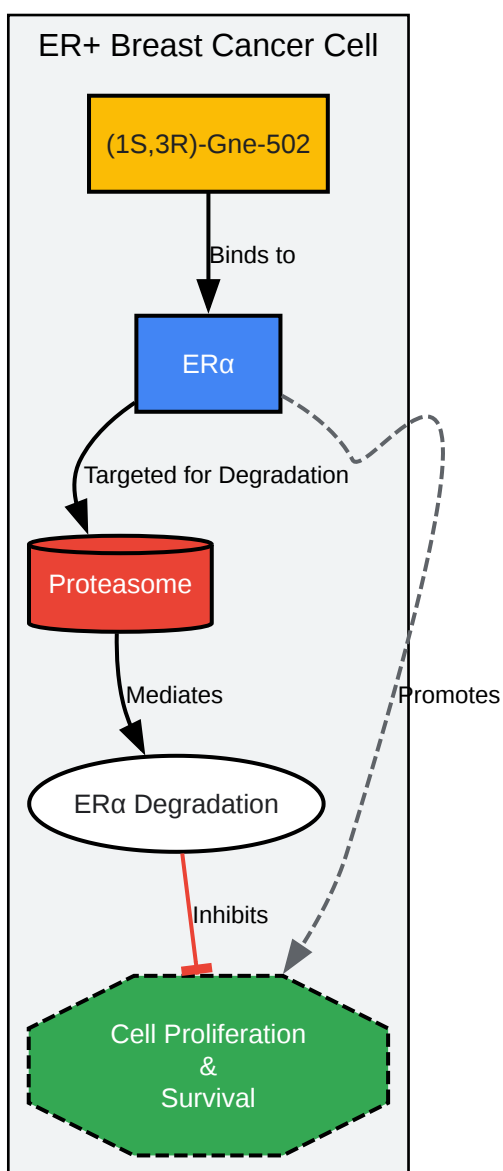 ER+ Breast Cancer Cell
(1S,3R)-Gne-502
Binds to
ERα
Targeted for Degradation
Proteasome
Mediates
Promotes
ERα Degradation
Inhibits
Cell Proliferation
&
Survival